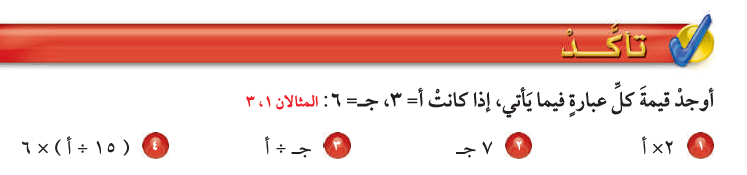 تأكَّدْ
أوجدْ قيمةَ كلِّ عبارةٍ فيما يَأتي، إذا كانتْ أ= ٣، جـ= ٦: المثالان ١، ٣
١ ٢×أ ٢ ٧ جـ ٣ جـ ÷ أ ٤ ( ١٥ ÷ أ ) × ٦